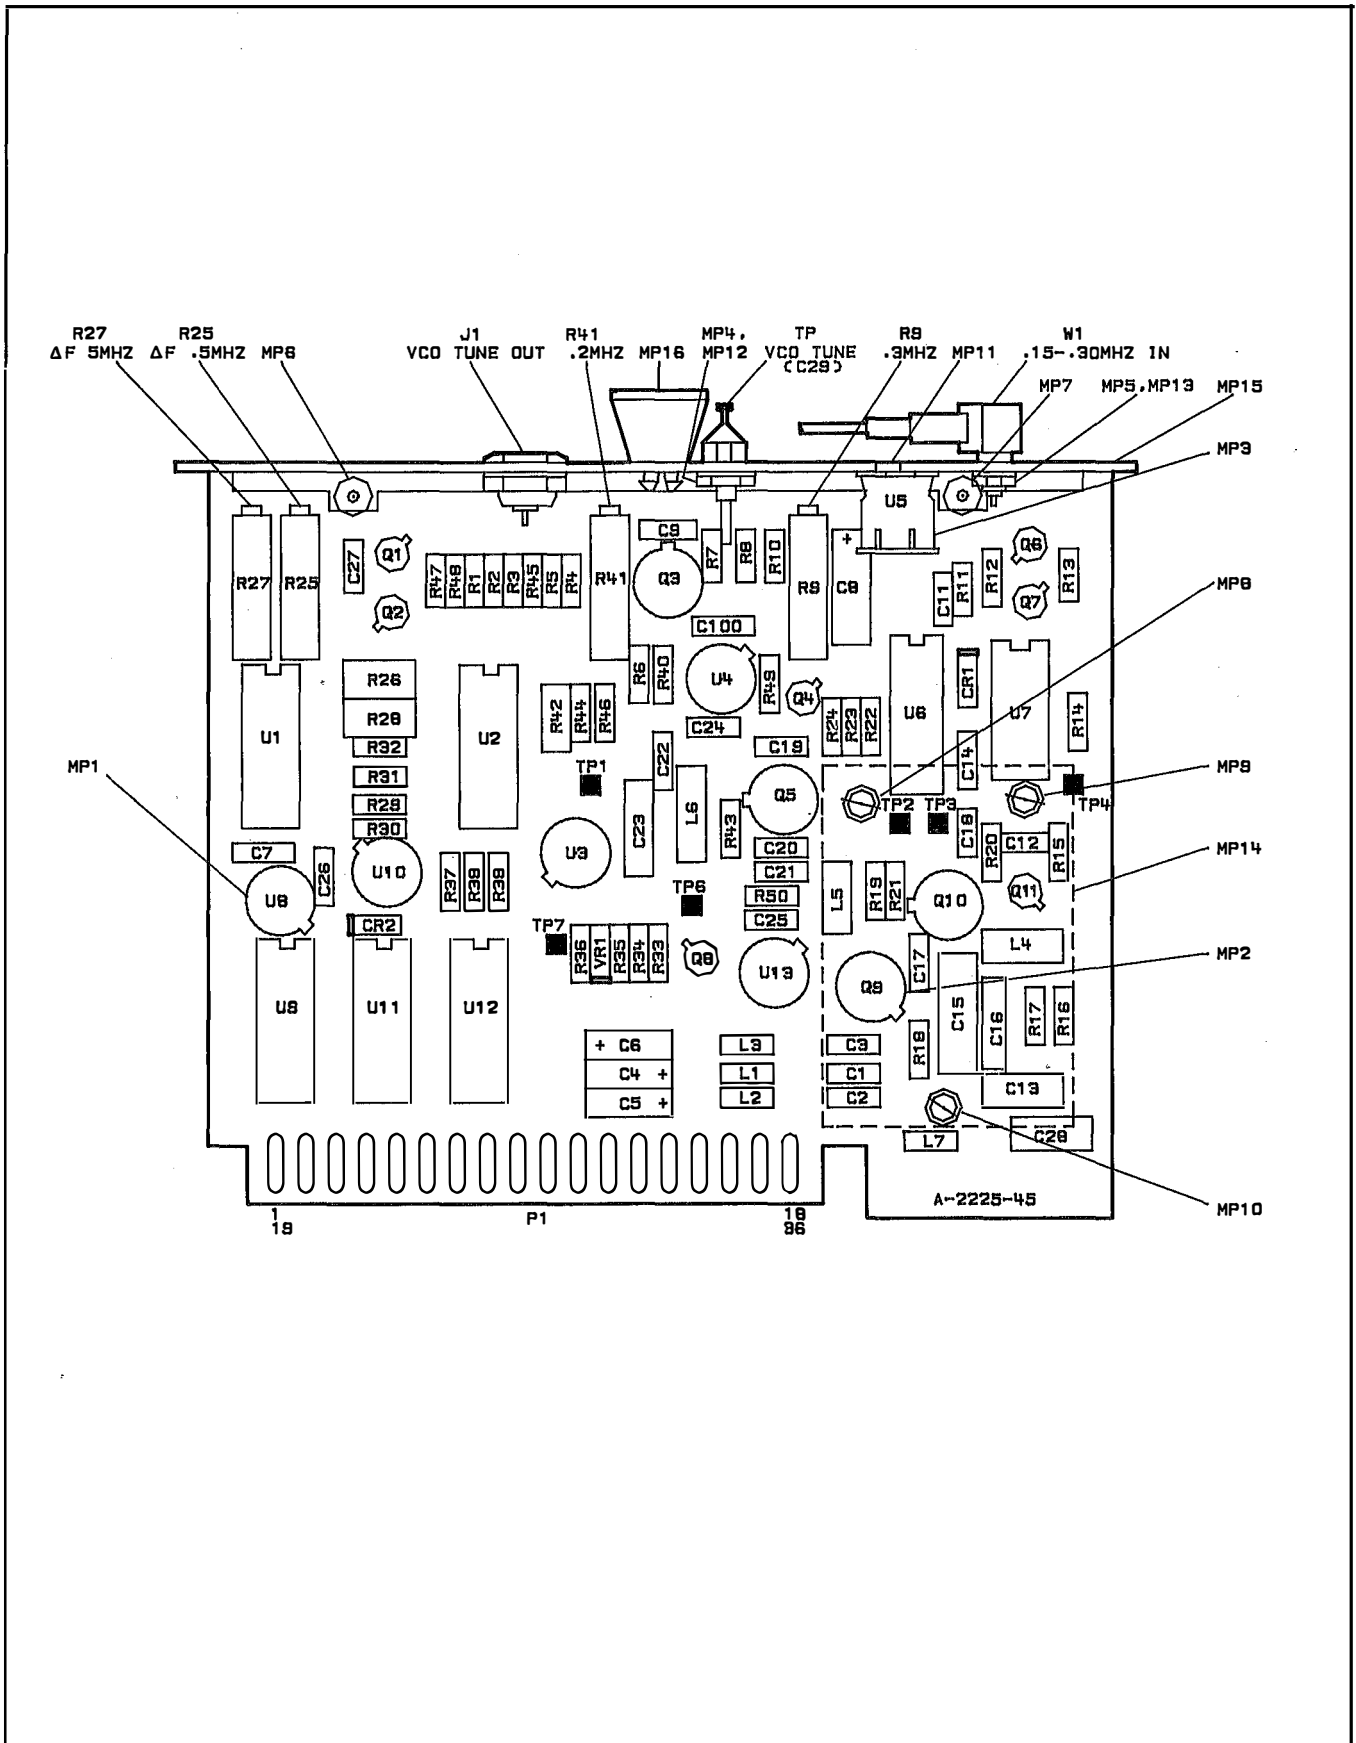 R27 R25 J1 R41 MP4, TP R9 W1
ΔF 5MHZ ΔF .5MHZ MP6 VCO TUNE OUT .2MHZ MP16 MP12 VCO TUNE .3MHZ MP11 .15-.30MHZ IN
(C29)
MP7 MP5,MP13 MP15
MP3
U5
C9
Q1 Q6
R27 R25 C27 R47 R48 R1 R2 R3 R45 R5 R4 R41 Q3 R7 R8 R10 R9 + C8 C11 R11 R12 R13
MP8
Q2 Q7
C100
R26 R6 R40 U4 R49 Q4 CR1
R28 R42 R44 R46 C24 R24 R23 R22 U6 U7 R14
U1 R32 U2 C22 C19 C14
MP1 R31 TP1 MP9
R29 C23 L6 R43 Q5 TP2 TP3 TP4
R30 C18 R20 C12 R15
C7 C26 U10 U3 C20 MP14
C21
R37 R38 R39 TP6 R50 L5 R19 R21 Q10 Q11
U8 CR2 TP7 C25
R36 VR1 R35 R34 R33 Q8 U13 C17 L4 MP2
Q9
U9 U11 U12 C15 C16 R17 R16
+ C6 L3 C3 R18
C4 + L1 C1
C5 + L2 C2 C13
L7 C28
A-2225-45
1 P1 18 MP10
19 36